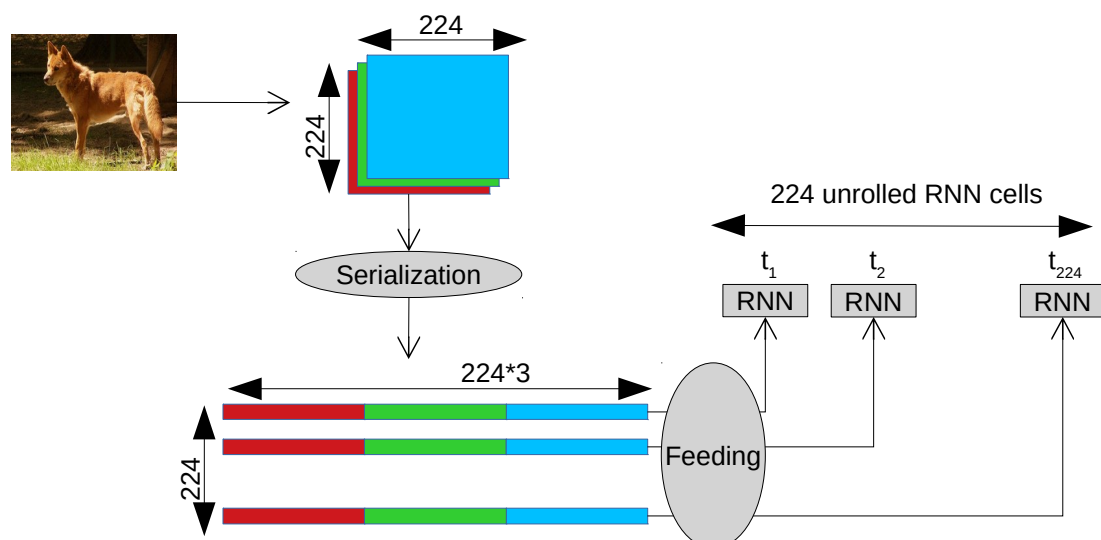 224
224
Serialization
224 unrolled RNN cells
t1
t2
t224
RNN
RNN
RNN
224*3
224
Feeding